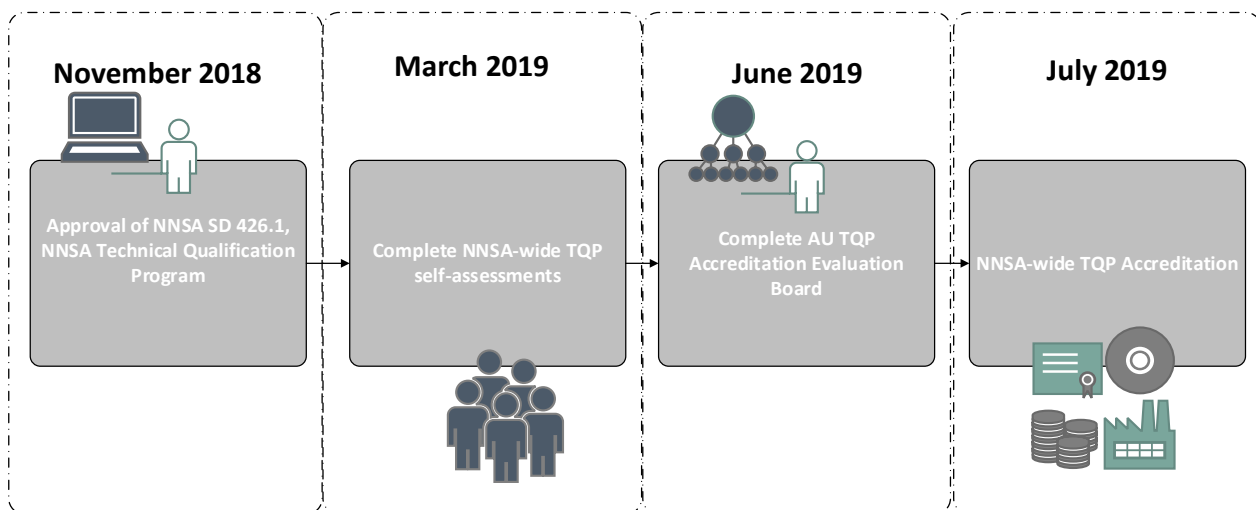 November 2018
Approval of NNSA SD 426.1,
NNSA Technical Qualification
Program
March 2019
Complete NNSA-wide TQP
self-assessments
June 2019
Complete AU TQP
Accreditation Evaluation
Board
July 2019
NNSA-wide TQP Accreditation